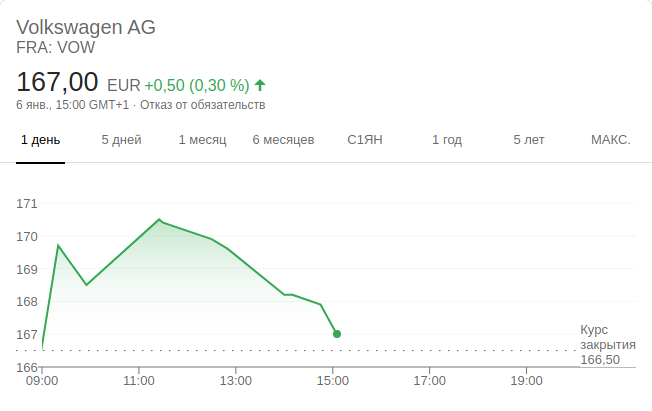 Volkswagen AG
FRA: VOW
167,00 EUR +0,50 (0,30 %)
6 янв., 15:00 GMT+1 · Отказ от обязательств
1 день 5 дней 1 месяц 6 месяцев С1ЯН 1 год 5 лет МАКС.
171
170
169
168
167
Курс
закрытия
166,50
166
09:00 11:00 13:00 15:00 17:00 19:00